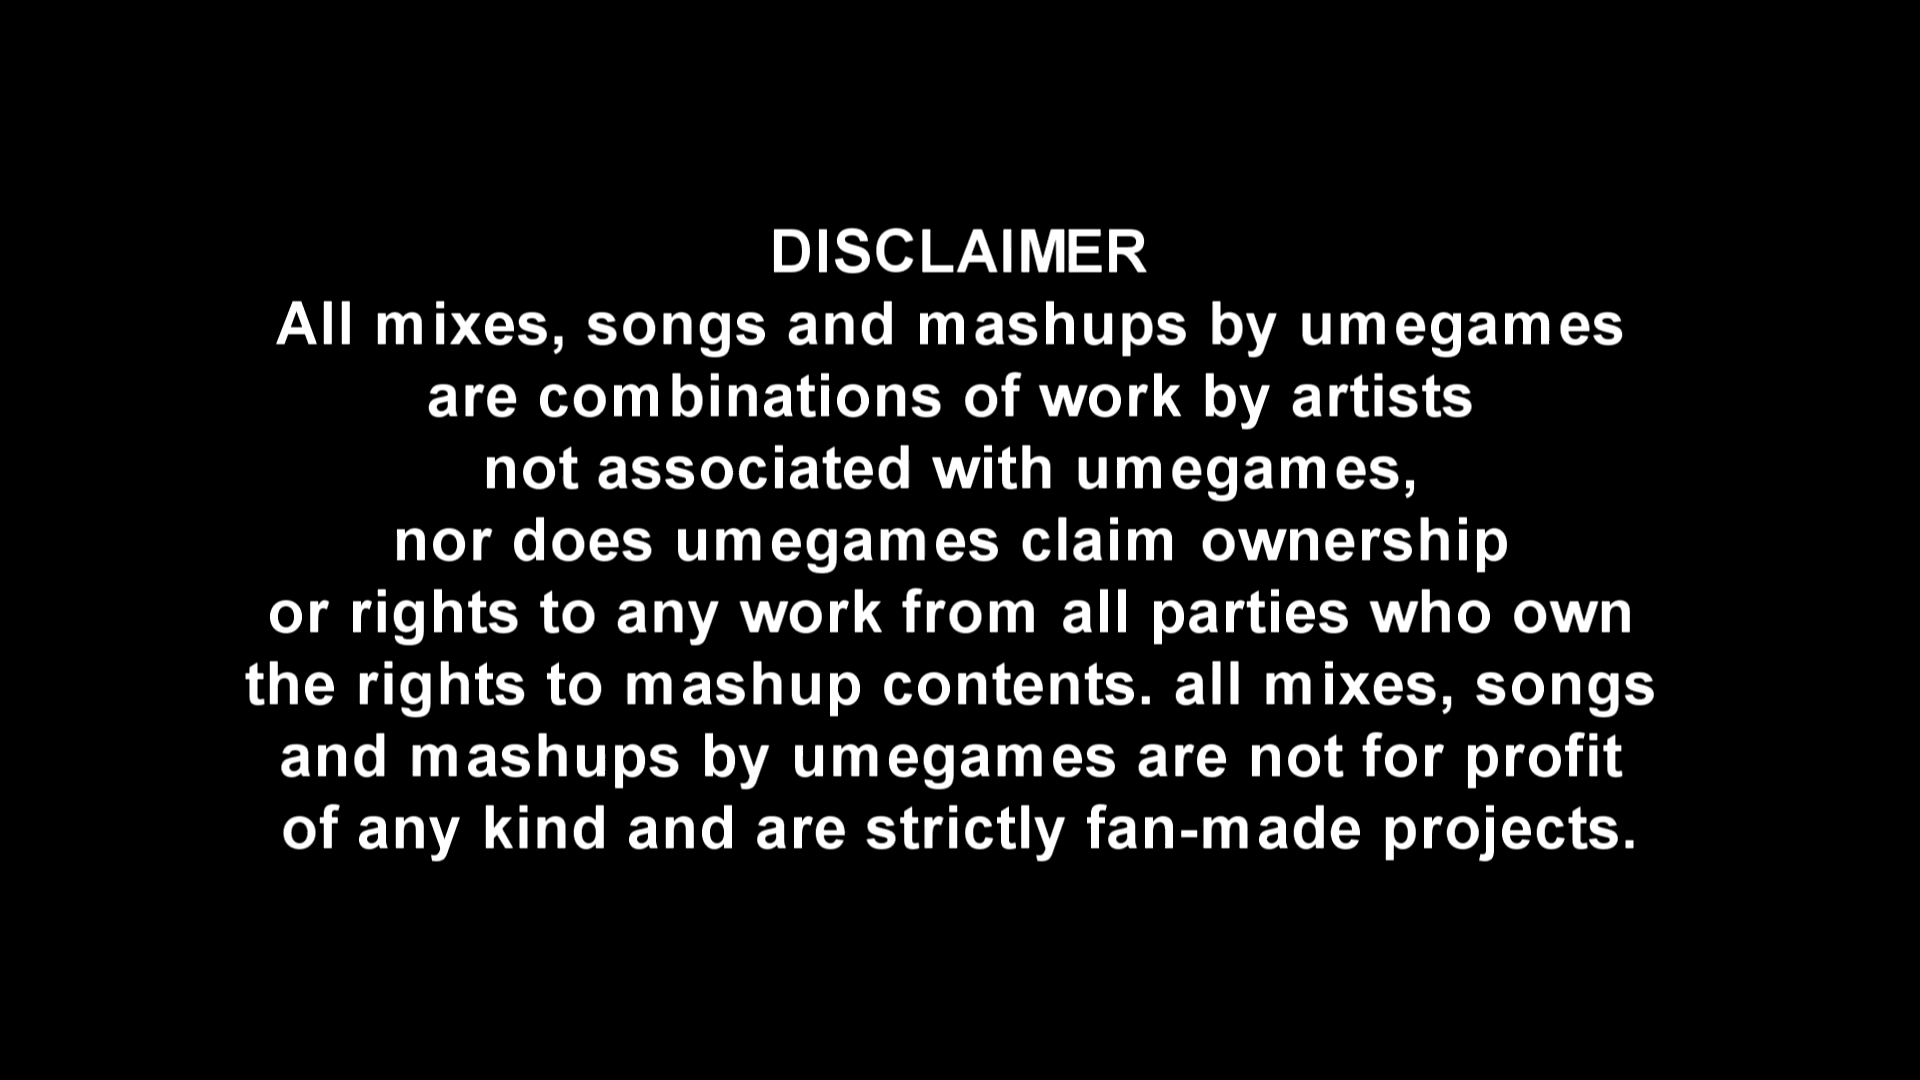 DISCLAIMER
All mixes, songs and mashups by umegames
are combinations of work by artists
not associated with umegames,
nor does umegames claim ownership
or rights to any work from all parties who own
the rights to mashup contents. all mixes, songs
and mashups by umegames are not for profit
of any kind and are strictly fan-made projects.